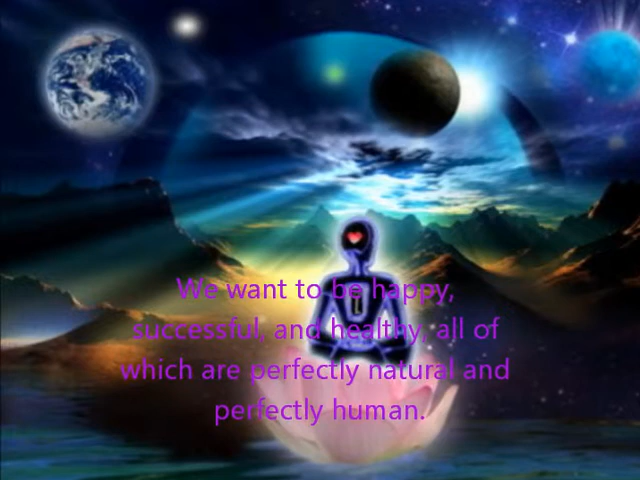 We want to be happy,
successful, and healthy, all of
which are perfectly natural and
perfectly human.